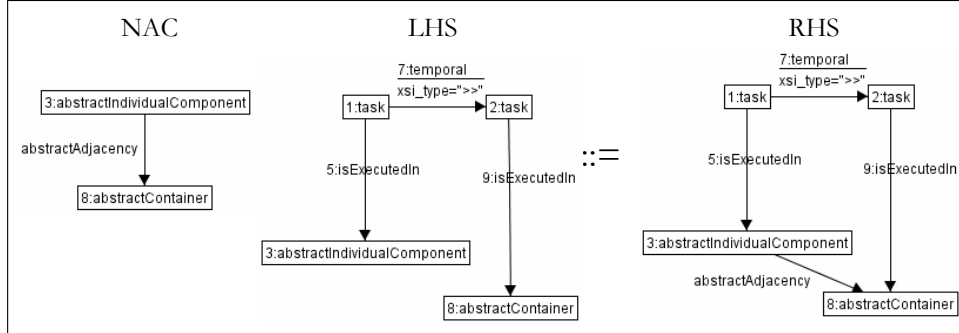 NAC
LHS
RHS
3:abstractIndividualComponent
abstractAdjacency
8:abstractContainer
7:temporal
xsi_type=">>"
1:task
2:task
5:isExecutedIn
9:isExecutedIn
3:abstractIndividualComponent
8:abstractContainer
::=
7:temporal
xsi_type=">>"
1:task
2:task
5:isExecutedIn
9:isExecutedIn
3:abstractIndividualComponent
abstractAdjacency
8:abstractContainer